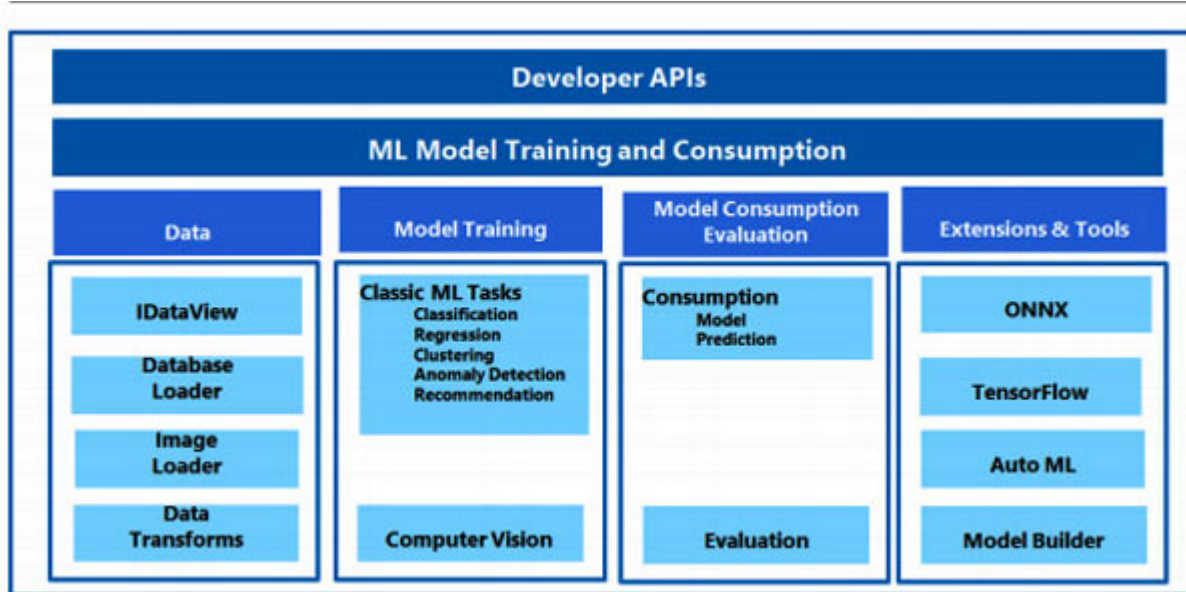 Developer APIs
ML Model Training and Consumption
Data
IDataView
Database
Loader
Image
Loader
Data
Transforms
Model Training
Classic ML Tasks
Classification
Regression
Clustering
Anomaly Detection
Recommendation
Computer Vision
Model Consumption
Evaluation
Consumption
Model
Prediction
Evaluation
Extensions & Tools
ONNX
TensorFlow
Auto ML
Model Builder